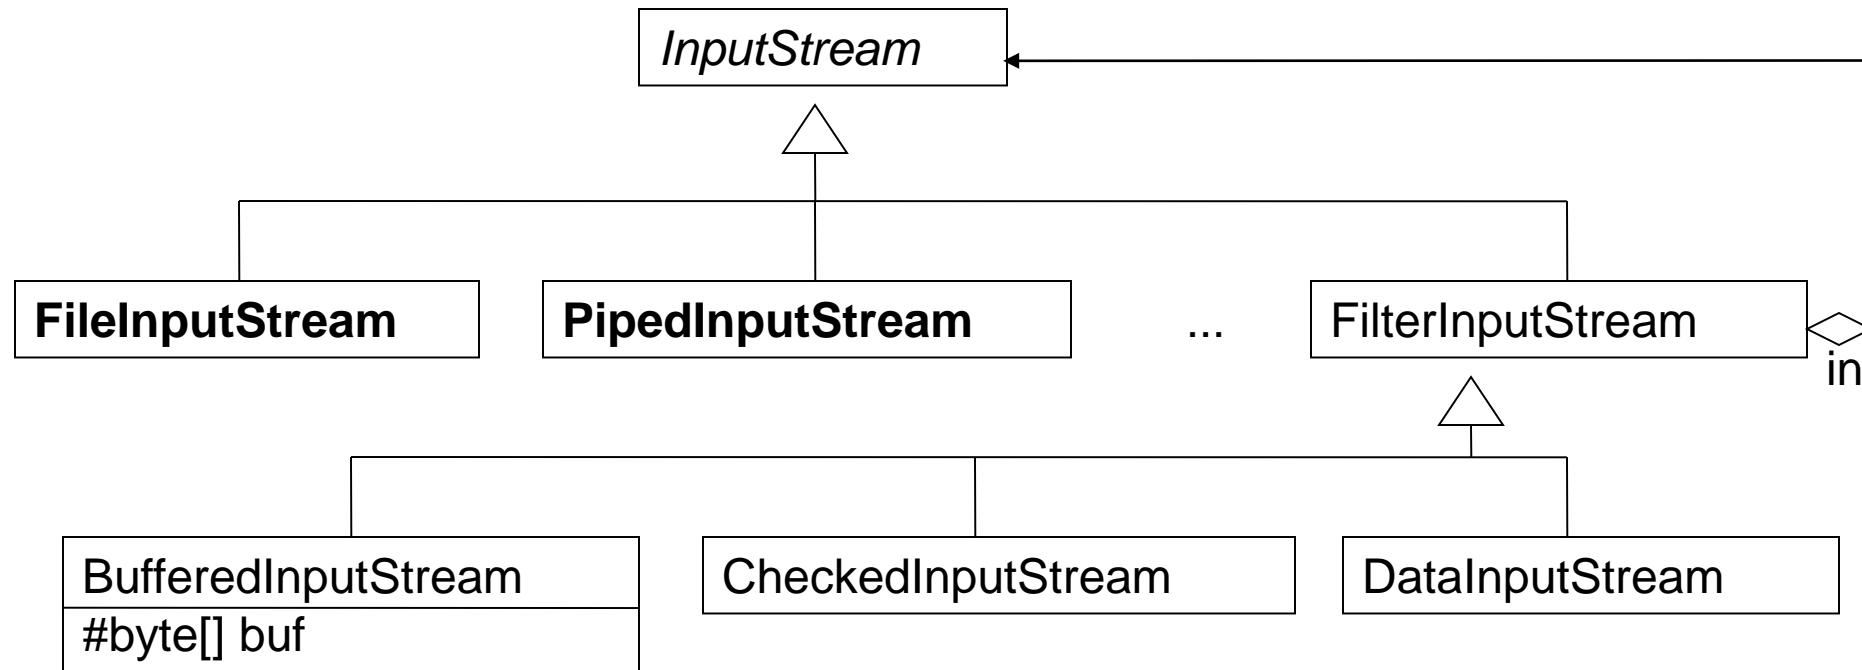 InputStream
FileInputStream
PipedInputStream
...
FilterInputStream
in
BufferedInputStream
CheckedInputStream
DataInputStream
#byte[] buf